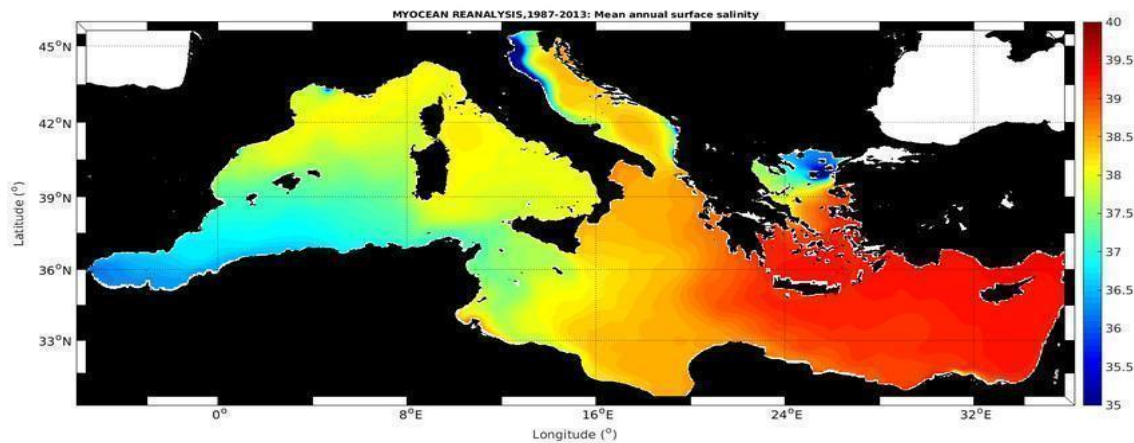 MYOCEAN REANALYSIS,1987-2013: Mean annual surface salinity
45°N
42°N
39°N
36°N
33°N
Latitude (°)
0°
8°E
16°E
24°E
32°E
Longitude (°)
40
39.5
39
38.5
38
37.5
37
36.5
36
35.5
35